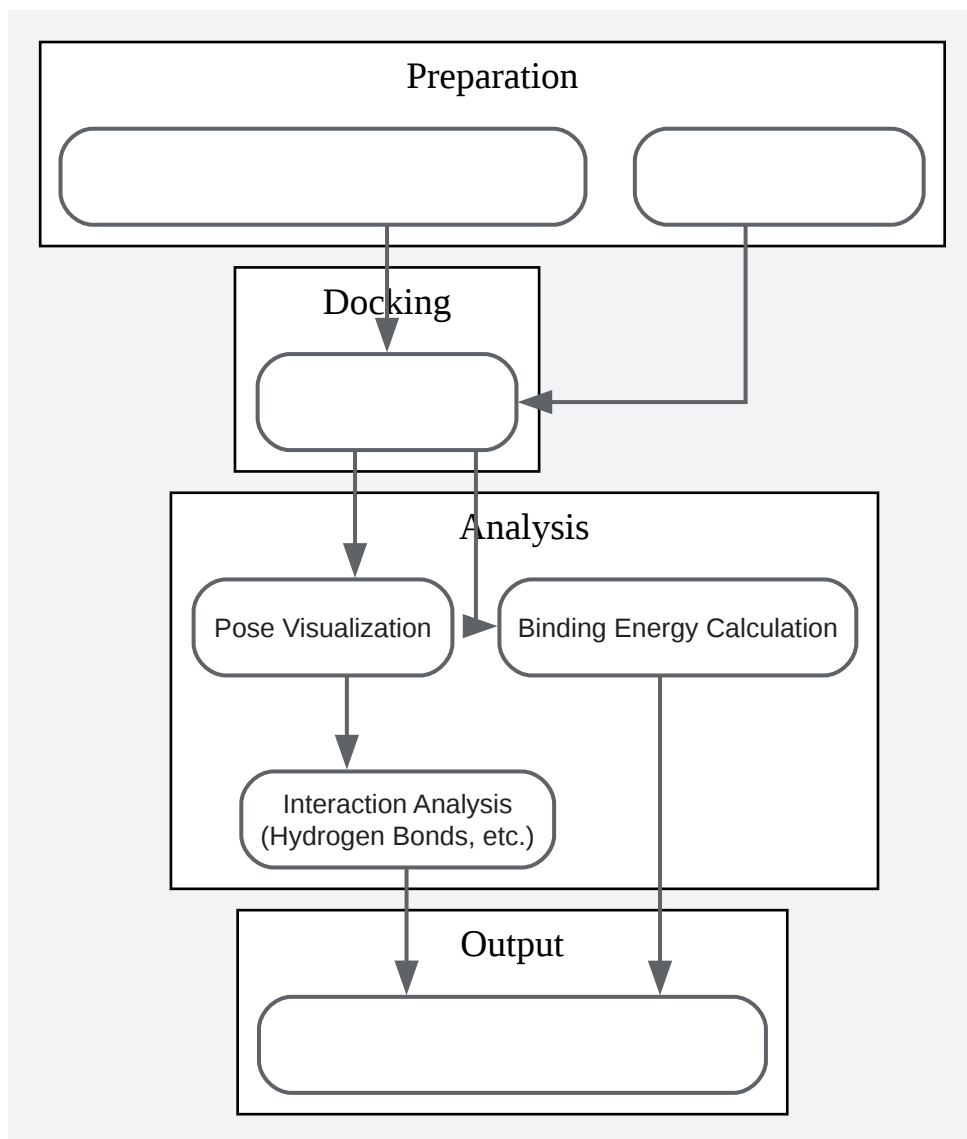 Preparation
Docking
Analysis
Pose Visualization
Binding Energy Calculation
Interaction Analysis
(Hydrogen Bonds, etc.)
Output